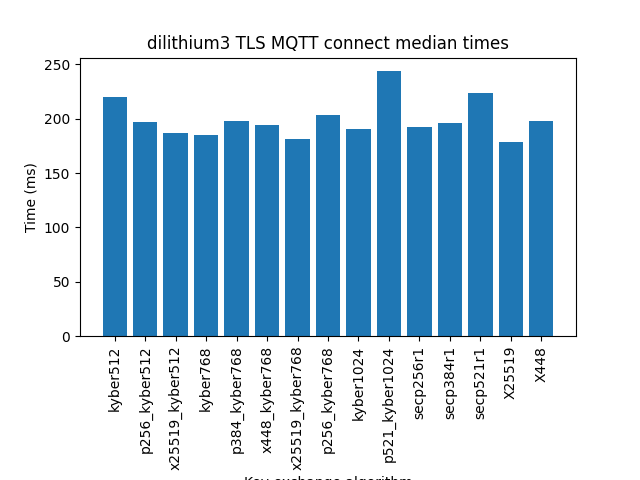 dilithium3 TLS MQTT connect median times
Time (ms)
250
200
150
100
50
0
kyber512
p256_kyber512
x25519_kyber512
kyber768
p384_kyber768
x448_kyber768
x25519_kyber768
p256_kyber768
kyber1024
p521_kyber1024
secp256r1
secp384r1
secp521r1
X25519
X448
Key exchange algorithm